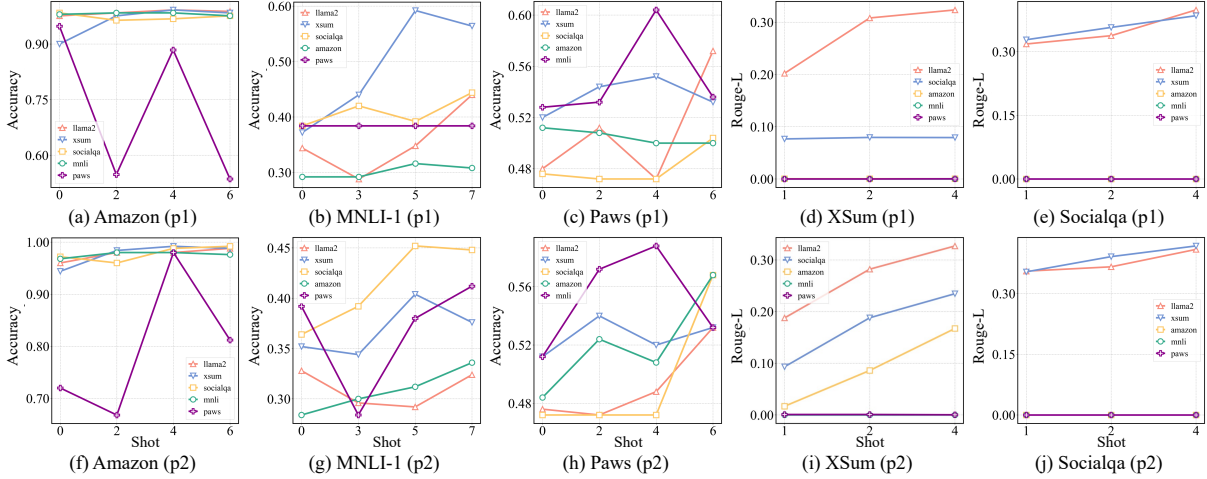 Accuracy
0.90
0.75
0.60
llama2
xsum
socialqa
mnli
paws
0 2 4 6
(a) Amazon (p1)
Accuracy
0.60
0.50
0.40
0.30
llama2
xsum
socialqa
amazon
paws
0 3 5 7
(b) MNLI-1 (p1)
Accuracy
0.60
0.56
0.52
0.48
llama2
xsum
socialqa
amazon
mnli
0 2 4 6
(c) Paws (p1)
Rouge-L
0.30
0.20
0.10
0.00
llama2
socialqa
amazon
mnli
paws
1 2 4
(d) XSum (p1)
Rouge-L
0.30
0.15
0.00
llama2
xsum
amazon
mnli
paws
1 2 4
(e) Socialqa (p1)
Accuracy
1.00
0.90
0.80
0.70
llama2
xsum
socialqa
mnli
paws
0 2 4 6
Shot
(f) Amazon (p2)
Accuracy
0.45
0.40
0.35
0.30
llama2
xsum
socialqa
amazon
paws
0 3 5 7
Shot
(g) MNLI-1 (p2)
Accuracy
0.56
0.52
0.48
llama2
xsum
socialqa
amazon
mnli
0 2 4 6
Shot
(h) Paws (p2)
Rouge-L
0.30
0.20
0.10
0.00
llama2
socialqa
amazon
mnli
paws
1 2 4
Shot
(i) XSum (p2)
Rouge-L
0.30
0.15
0.00
llama2
xsum
amazon
mnli
paws
1 2 4
Shot
(j) Socialqa (p2)